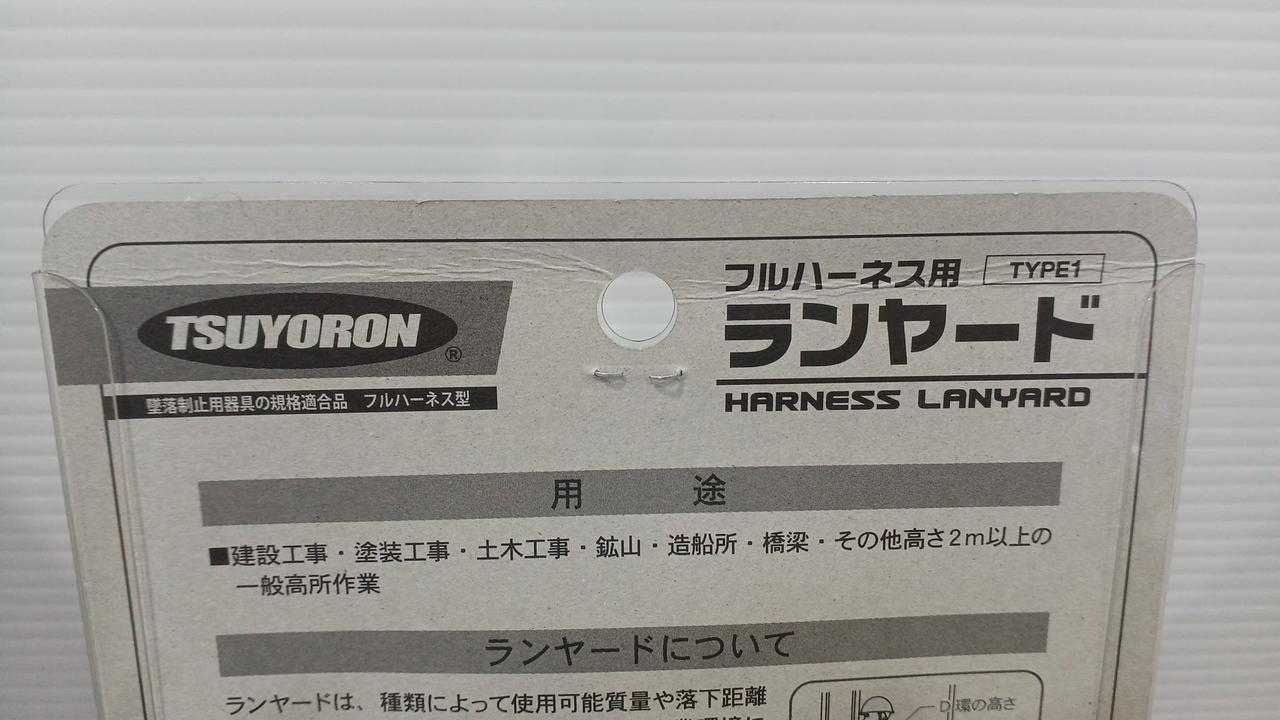 フルハーネス用 TYPE1
TSUYORON®
ランヤード
墜落制止用器具の規格適合品 フルハーネス型
HARNESS LANYARD
用途
■建設工事・塗装工事・土木工事・鉱山・造船所・橋梁・その他高さ2m以上の
一般高所作業
ランヤードについて
ランヤードは、種類によって使用可能質量や落下距離
D環の高さ